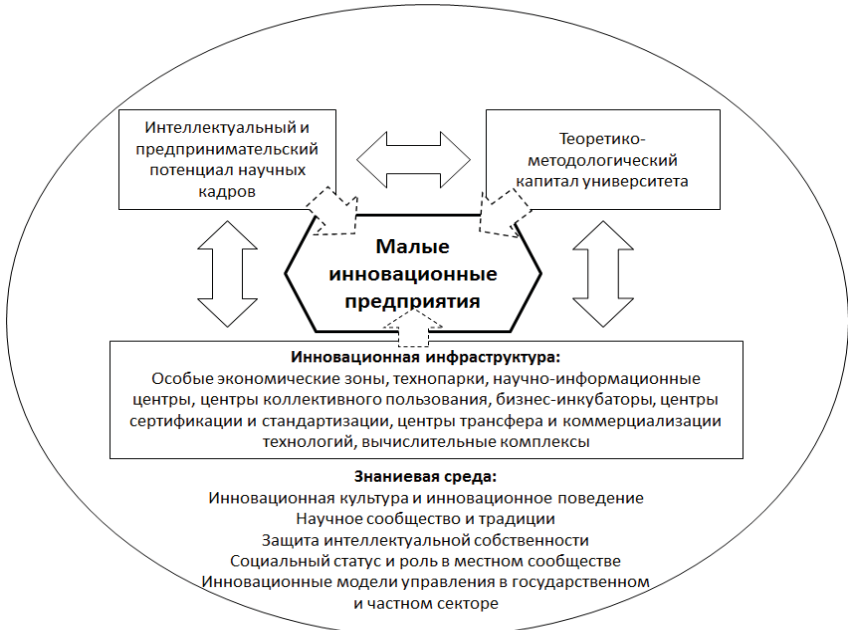 Интеллектуальный и
предпринимательский
потенциал научных
кадров
Теоретико-
методологический
капитал университета
Малые
инновационные
предприятия
Инновационная инфраструктура:
Особые экономические зоны, технопарки, научно-информационные
центры, центры коллективного пользования, бизнес-инкубаторы, центры
сертификации и стандартизации, центры трансфера и коммерциализации
технологий, вычислительные комплексы
Знаниевая среда:
Инновационная культура и инновационное поведение
Научное сообщество и традиции
Защита интеллектуальной собственности
Социальный статус и роль в местном сообществе
Инновационные модели управления в государственном
и частном секторе